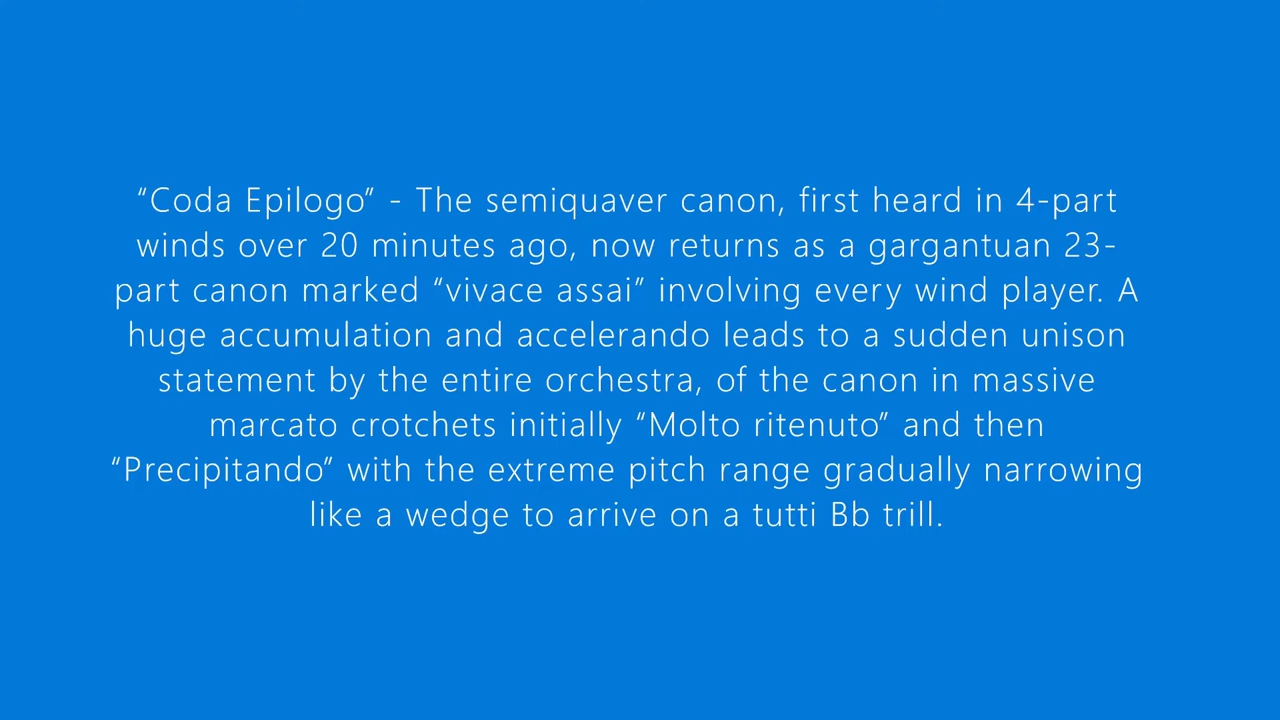 “Coda Epilogo” - The semiquaver canon, first heard in 4-part
winds over 20 minutes ago, now returns as a gargantuan 23-
part canon marked “vivace assai” involving every wind player. A
huge accumulation and accelerando leads to a sudden unison
statement by the entire orchestra, of the canon in massive
marcato crotchets initially “Molto ritenuto” and then
“Precipitando” with the extreme pitch range gradually narrowing
like a wedge to arrive on a tutti Bb trill.